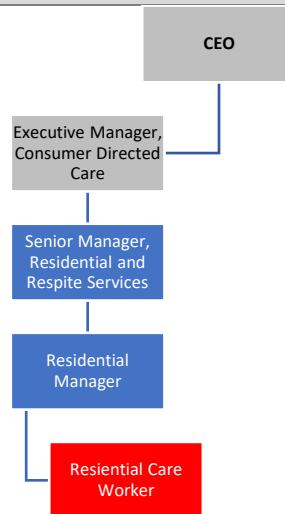 CEO
Executive Manager,
Consumer Directed
Care
Senior Manager,
Residential and
Respite Services
Residential
Manager
Resiential Care
Worker